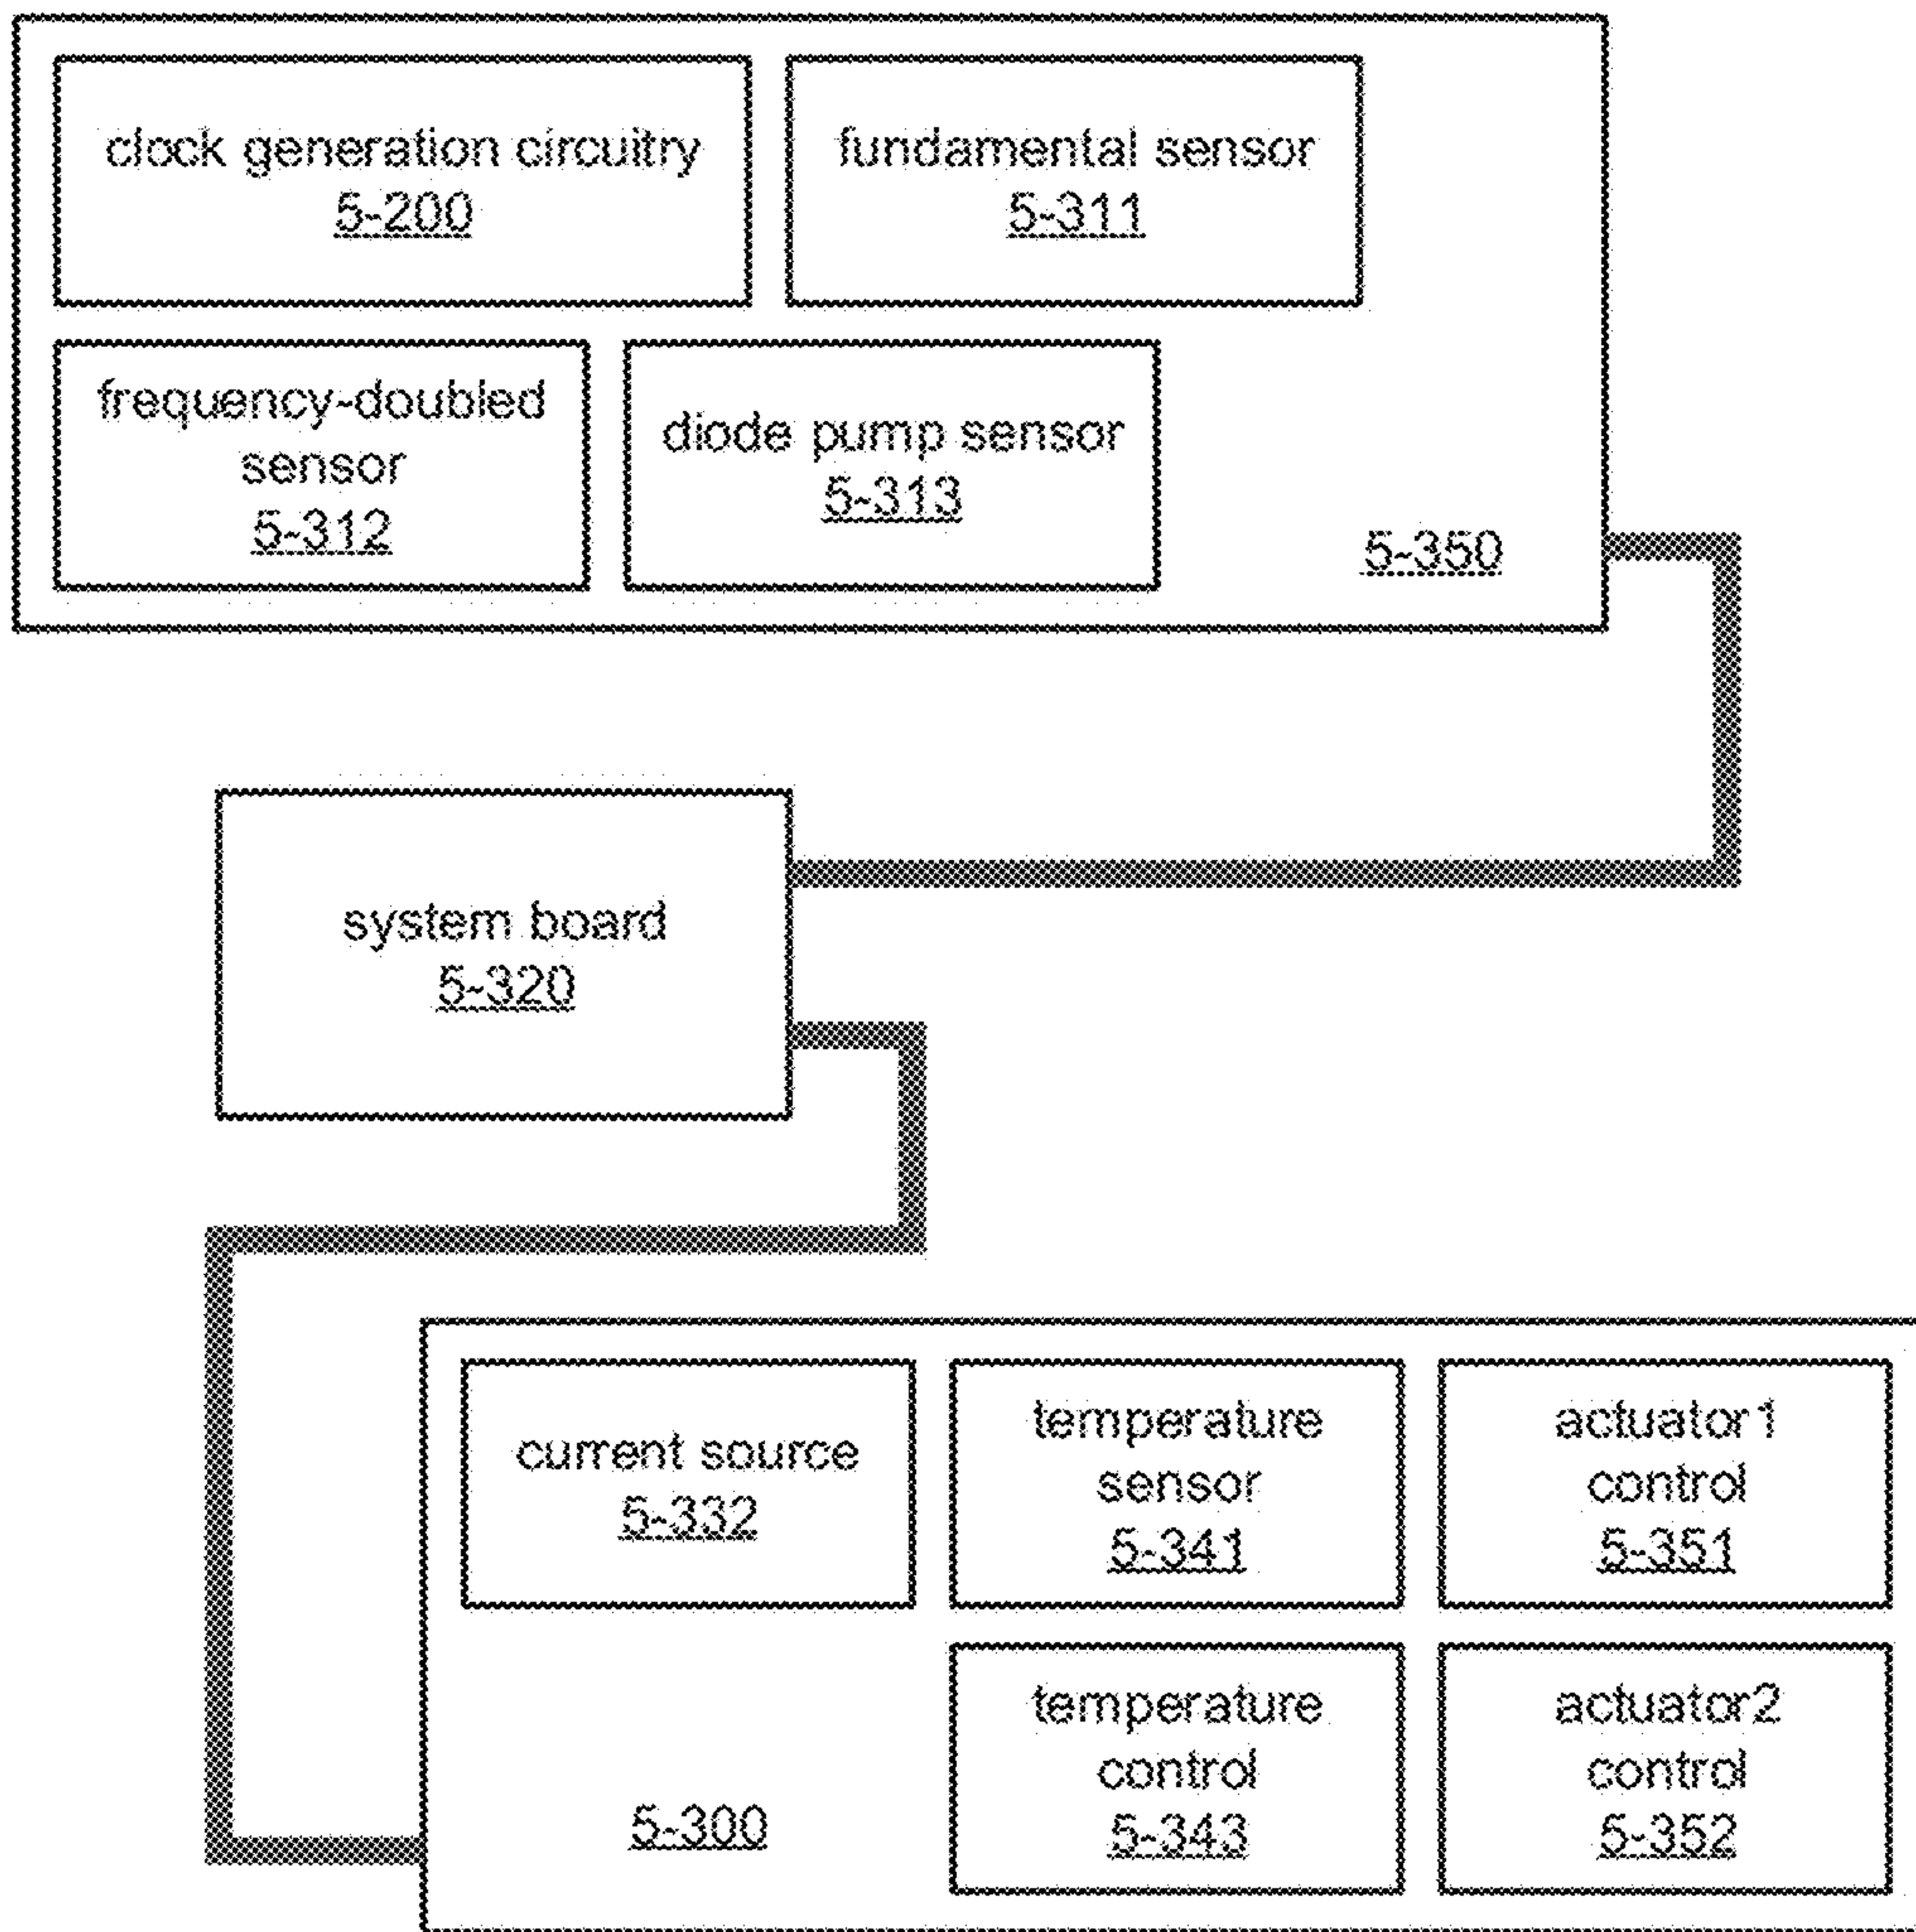 clock generation circuitry
5-200
fundamental sensor
5-311
frequency-doubled
sensor
5-312
diode pump sensor
5-313
5-350
system board
5-320
current source
5-332
temperature
sensor
5-341
actuator1
control
5-351
5-300
temperature
control
5-343
actuator2
control
5-352